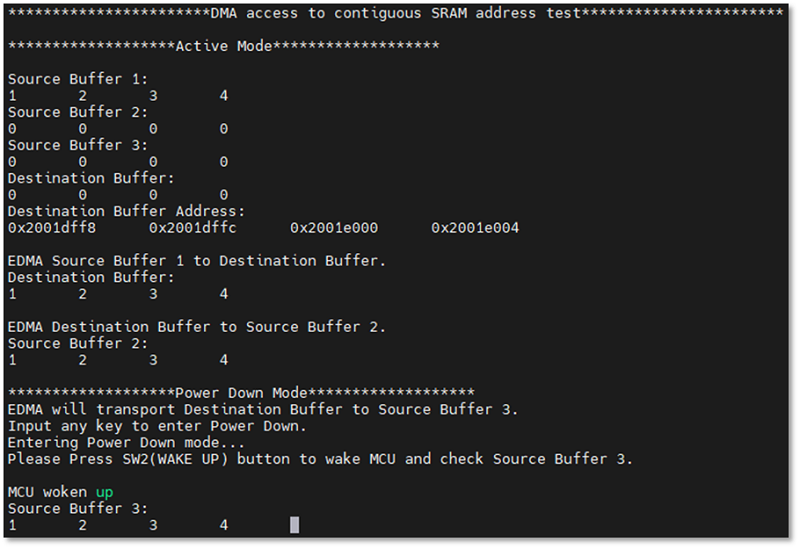 ***********************DMA access to contiguous SRAM address test***********************
*******************Active Mode*******************
Source Buffer 1:
1 2 3 4
Source Buffer 2:
0 0 0 0
Source Buffer 3:
0 0 0 0
Destination Buffer:
0 0 0 0
Destination Buffer Address:
0x2001dff8 0x2001dffc 0x2001e000 0x2001e004
EDMA Source Buffer 1 to Destination Buffer.
Destination Buffer:
1 2 3 4
EDMA Destination Buffer to Source Buffer 2.
Source Buffer 2:
1 2 3 4
*******************Power Down Mode*******************
EDMA will transport Destination Buffer to Source Buffer 3.
Input any key to enter Power Down.
Entering Power Down mode...
Please Press SW2(WAKE UP) button to wake MCU and check Source Buffer 3.
MCU woken up
Source Buffer 3:
1 2 3 4